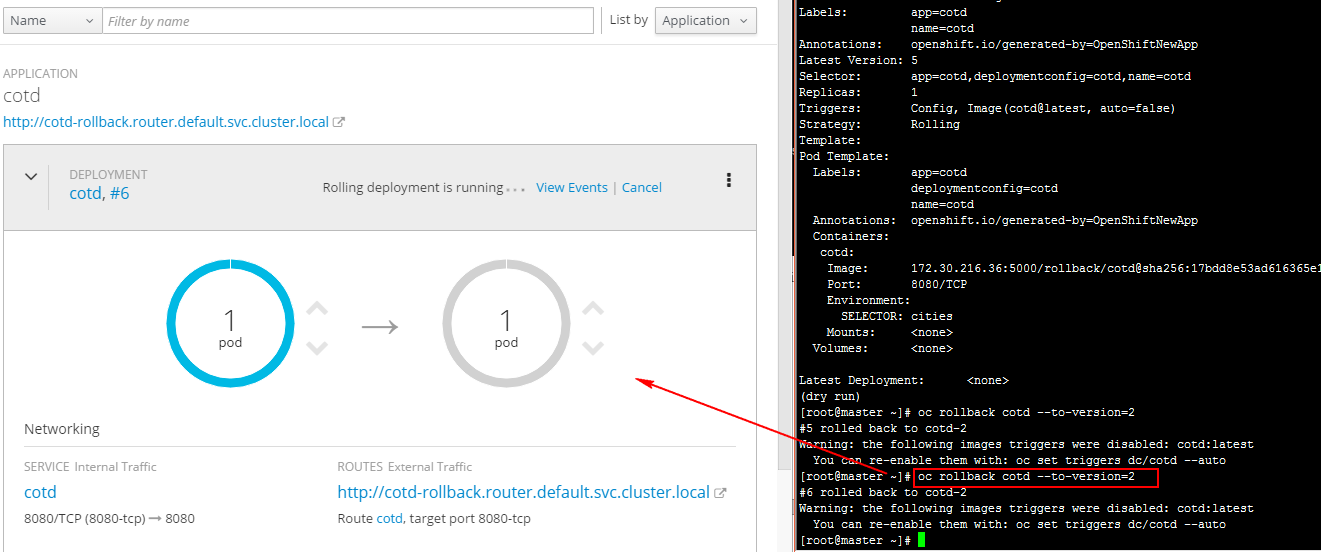 Name
Filter by name
List by
Application
APPLICATION
cotd
http://cotd-rollback.router.default.svc.cluster.local
DEPLOYMENT
cotd, #6
Rolling deployment is running...
View Events | Cancel
1
pod
1
pod
Networking
SERVICE Internal Traffic
cotd
8080/TCP (8080-tcp) → 8080
ROUTES External Traffic
http://cotd-rollback.router.default.svc.cluster.local
Route cotd, target port 8080-tcp
Labels: app=cotd
name=cotd
Annotations: openshift.io/generated-by=OpenShiftNewApp
Latest Version: 5
Selector: app=cotd,deploymentconfig=cotd,name=cotd
Replicas: 1
Triggers: Config, Image(cotd@latest, auto=false)
Strategy: Rolling
Template:
Pod Template:
Labels: app=cotd
deploymentconfig=cotd
name=cotd
Annotations: openshift.io/generated-by=OpenShiftNewApp
Containers:
cotd:
Image: 172.30.216.36:5000/rollback/cotd@sha256:17bdd8e53ad616365e1
Port: 8080/TCP
Environment:
SELECTOR: cities
Mounts: <none>
Volumes: <none>
Latest Deployment: <none>
(dry run)
[root@master ~]# oc rollback cotd --to-version=2
#5 rolled back to cotd-2
Warning: the following images triggers were disabled: cotd:latest
You can re-enable them with: oc set triggers dc/cotd --auto
[root@master ~]# oc rollback cotd --to-version=2
#6 rolled back to cotd-2
Warning: the following images triggers were disabled: cotd:latest
You can re-enable them with: oc set triggers dc/cotd --auto
[root@master ~]#